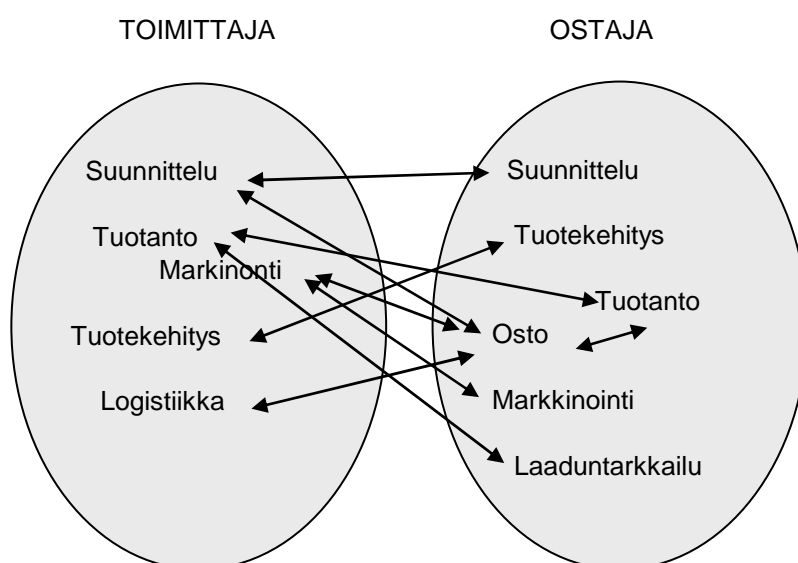 TOIMITTAJA
OSTAJA
Suunnittelu
Tuotanto
Markinonti
Tuotekehitys
Logistiikka
Suunnittelu
Tuotekehitys
Tuotanto
Osto
Markkinointi
Laaduntarkkailu